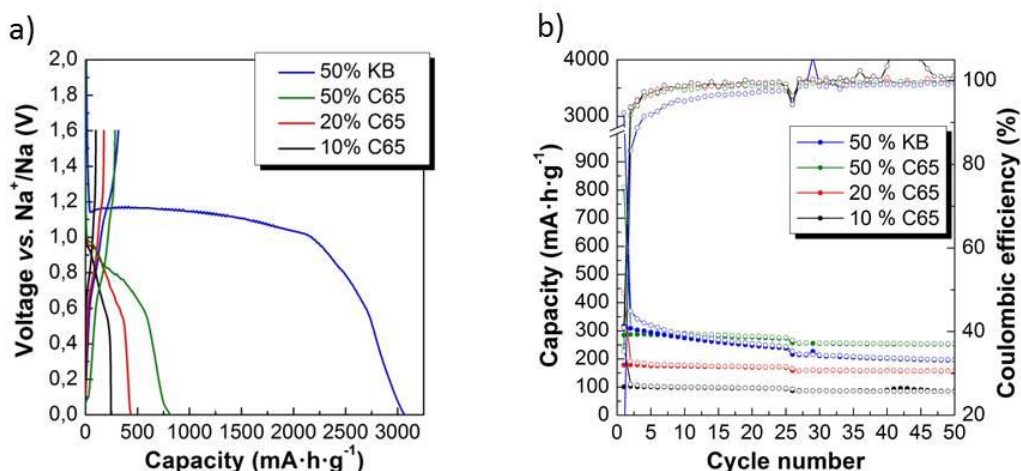 a)
2,0
1,8
1,6
1,4
1,2
1,0
0,8
0,6
0,4
0,2
0,0
Voltage vs. Na⁺/Na (V)
50% KB
50% C65
20% C65
10% C65
0 500 1000 1500 2000 2500 3000
Capacity (mA·h·g⁻¹)
b)
4000
3000
900
800
700
600
500
400
300
200
100
0
Capacity (mA·h·g⁻¹)
50 % KB
50 % C65
20 % C65
10 % C65
100
80
60
40
20
Coulombic efficiency (%)
0 5 10 15 20 25 30 35 40 45 50
Cycle number